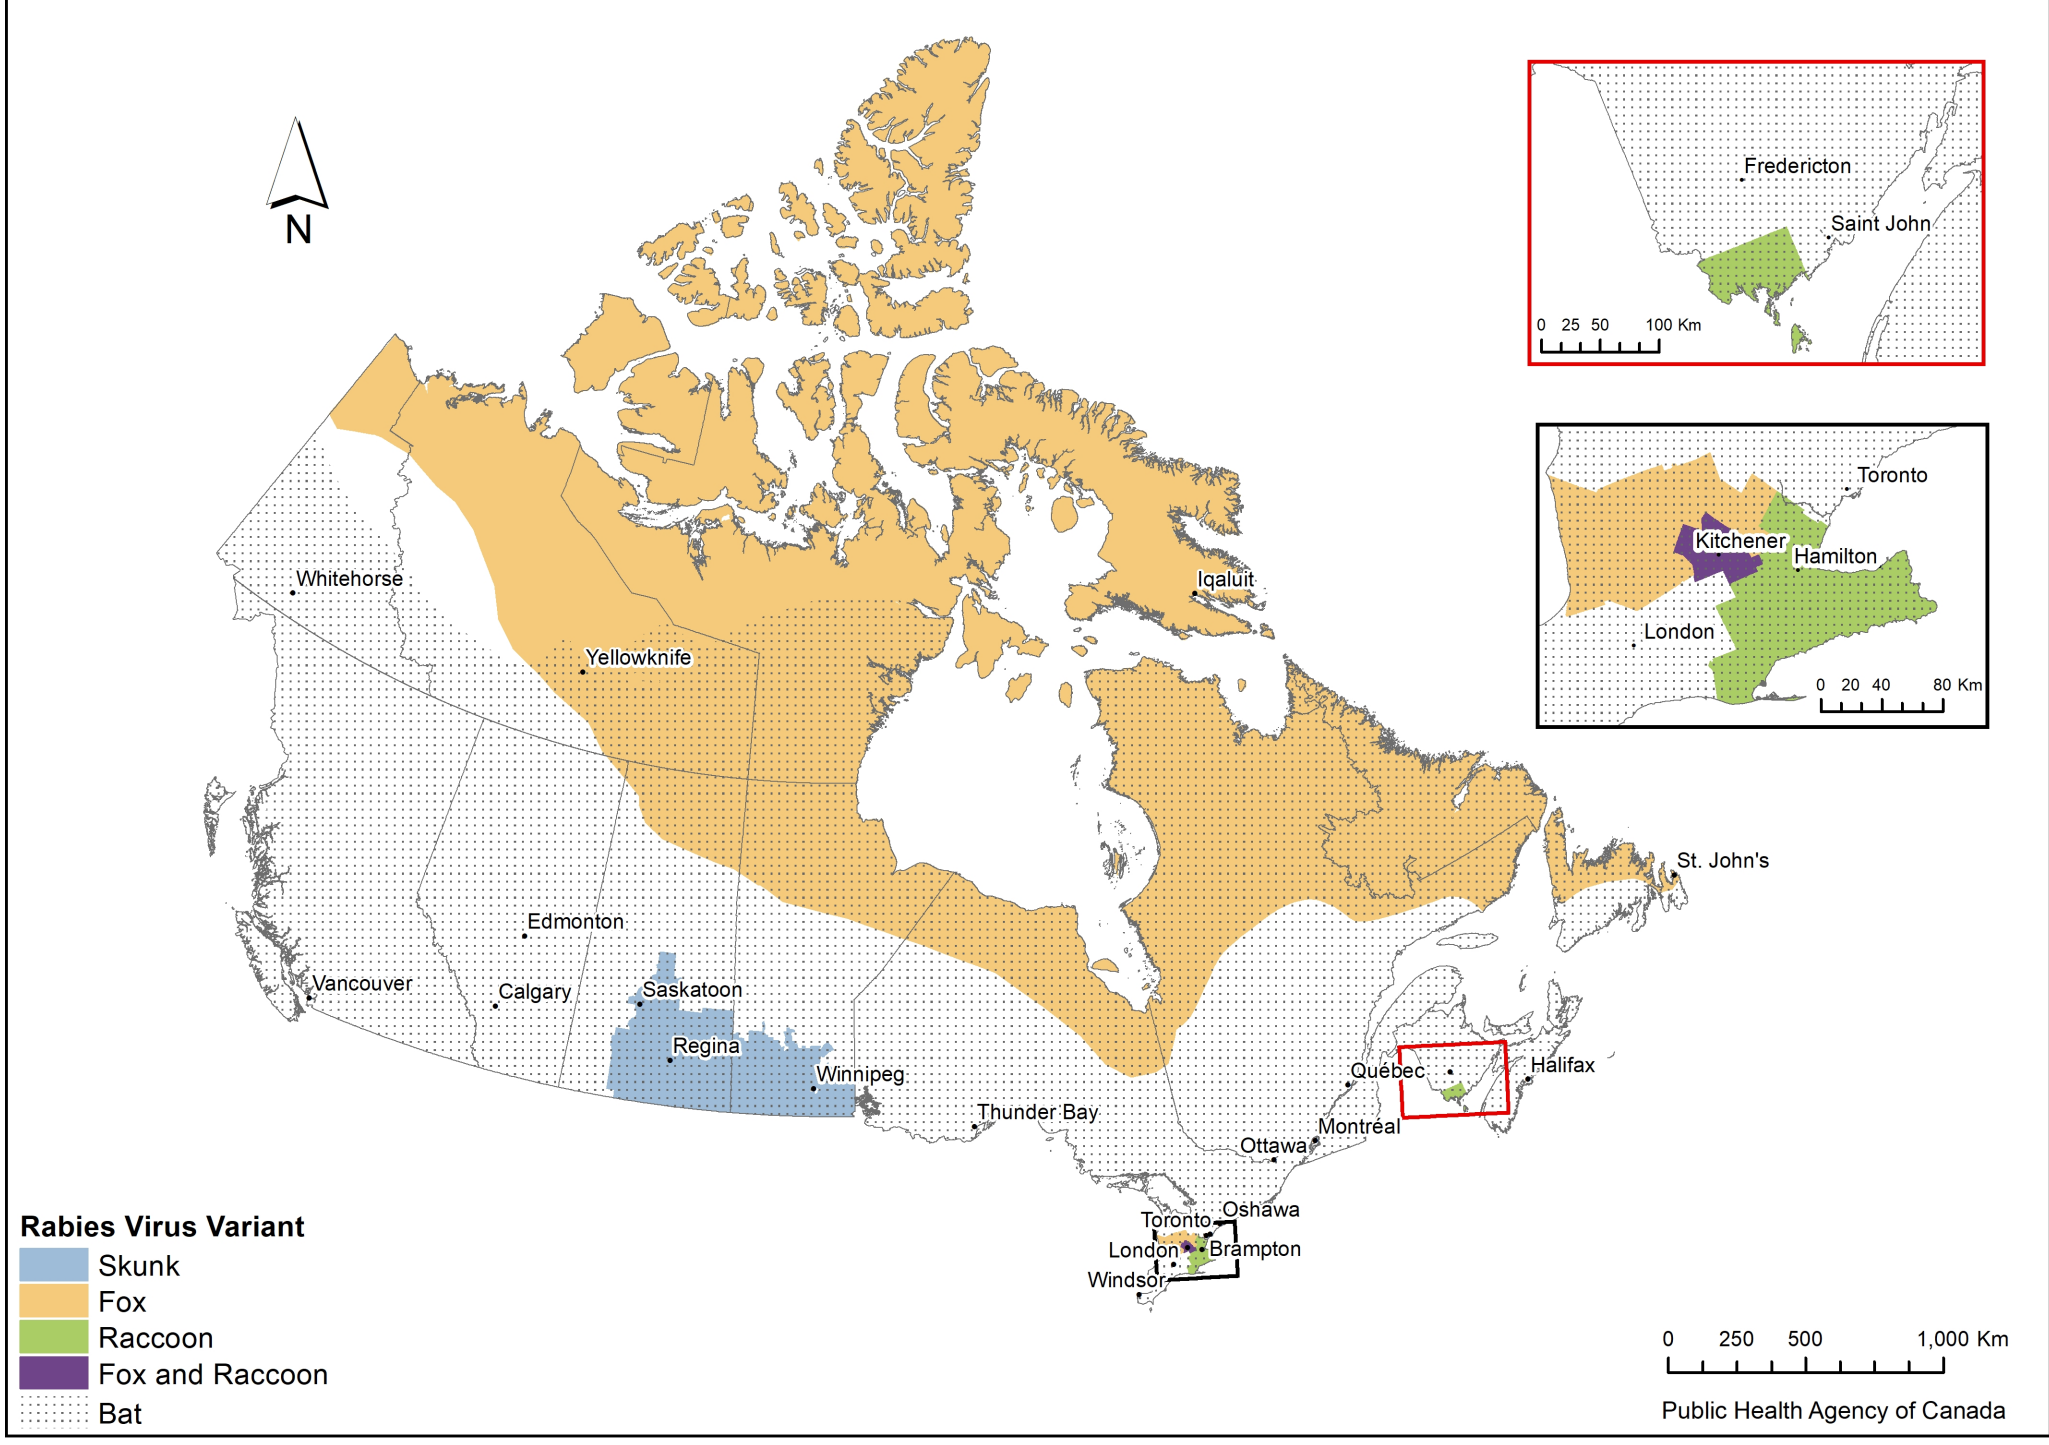 N
Fredericton
Saint John
0 25 50 100 Km
Toronto
Kitchener
Hamilton
London
0 20 40 80 Km
Whitehorse
Iqaluit
Yellowknife
St. John's
Edmonton
Vancouver
Calgary
Saskatoon
Regina
Winnipeg
Québec
Halifax
Thunder Bay
Montréal
Ottawa
Oshawa
Toronto
London
Brampton
Windsor
Rabies Virus Variant
Skunk
Fox
Raccoon
Fox and Raccoon
Bat
0 250 500 1,000 Km
Public Health Agency of Canada